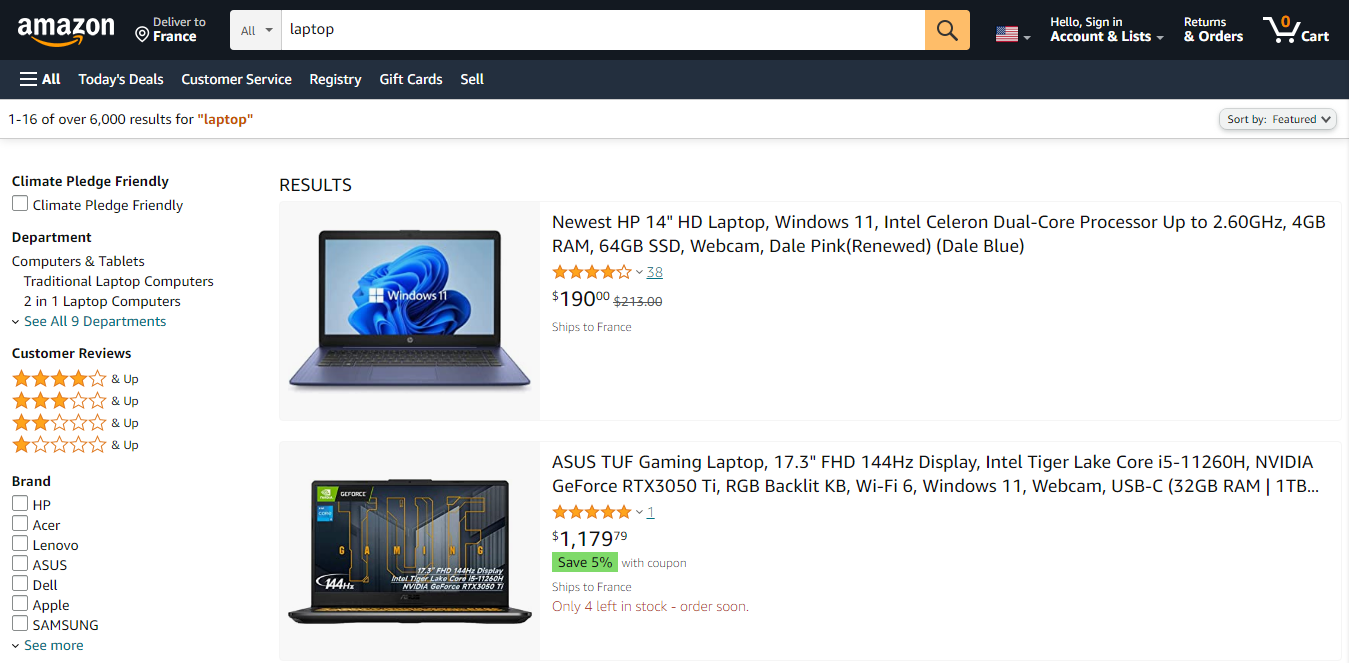 amazon
Deliver to
France
All
laptop
Hello, Sign in
Account & Lists
Returns
& Orders
0
Cart
All
Today's Deals
Customer Service
Registry
Gift Cards
Sell
1-16 of over 6,000 results for "laptop"
Sort by: Featured
Climate Pledge Friendly
Climate Pledge Friendly
Department
Computers & Tablets
Traditional Laptop Computers
2 in 1 Laptop Computers
See All 9 Departments
Customer Reviews
& Up
& Up
& Up
& Up
Brand
HP
Acer
Lenovo
ASUS
Dell
Apple
SAMSUNG
See more
RESULTS
Windows 11
Newest HP 14" HD Laptop, Windows 11, Intel Celeron Dual-Core Processor Up to 2.60GHz, 4GB
RAM, 64GB SSD, Webcam, Dale Pink(Renewed) (Dale Blue)
38
$19000 $213.00
Ships to France
GEFORCE
TUF
GAMING
17.3" FHD 144Hz Display
Intel Tiger Lake Core i5-11260H
NVIDIA GeForce RTX3050 Ti
144Hz
ASUS TUF Gaming Laptop, 17.3" FHD 144Hz Display, Intel Tiger Lake Core i5-11260H, NVIDIA
GeForce RTX3050 Ti, RGB Backlit KB, Wi-Fi 6, Windows 11, Webcam, USB-C (32GB RAM | 1TB...
1
$1,17979
Save 5% with coupon
Ships to France
Only 4 left in stock - order soon.